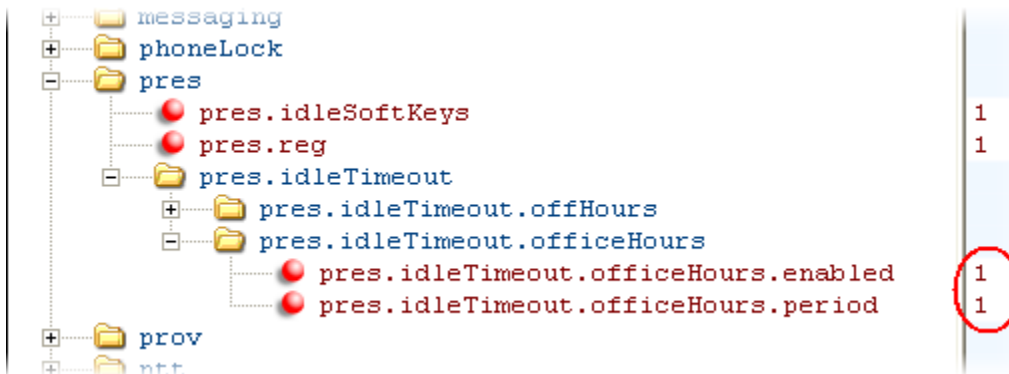 messaging
phoneLock
pres
pres.idleSoftKeys 1
pres.reg 1
pres.idleTimeout
pres.idleTimeout.offHours
pres.idleTimeout.officeHours
pres.idleTimeout.officeHours.enabled 1
pres.idleTimeout.officeHours.period 1
prov